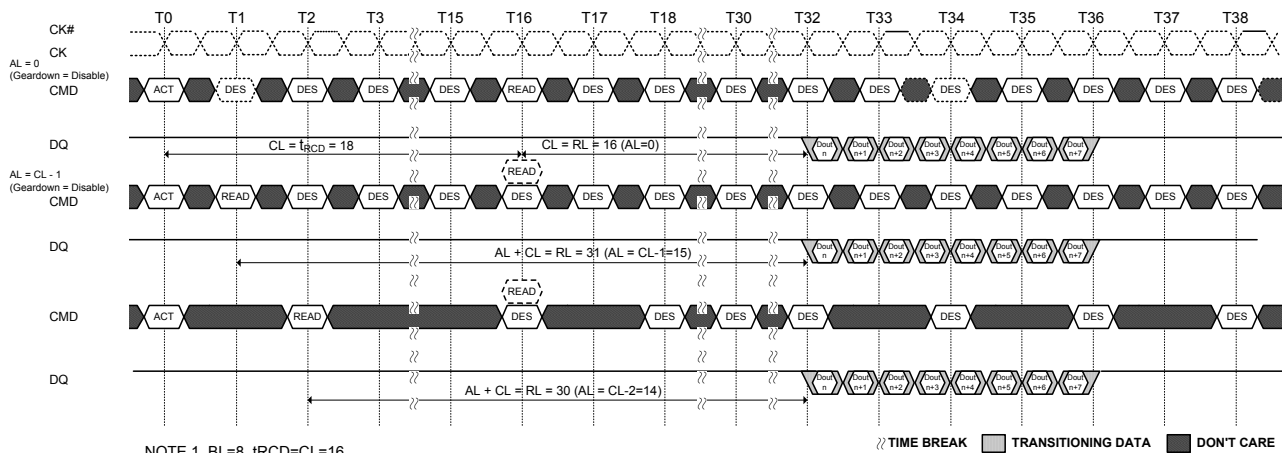 T0 T1 T2 T3 T15 T16 T17 T18 T30 T32 T33 T34 T35 T36 T37 T38
CK#
CK
AL = 0
(Geardown = Disable)
CMD ACT DES DES DES DES READ DES DES DES DES DES DES DES DES DES DES
DQ CL = tRCD = 18 CL = RL = 16 (AL=0) Dout n Dout n+1 Dout n+2 Dout n+3 Dout n+4 Dout n+5 Dout n+6 Dout n+7
READ
AL = CL - 1
(Geardown = Disable)
CMD ACT READ DES DES DES DES DES DES DES DES DES DES DES DES DES DES
DQ AL + CL = RL = 31 (AL = CL-1=15) Dout n Dout n+1 Dout n+2 Dout n+3 Dout n+4 Dout n+5 Dout n+6 Dout n+7
READ
CMD ACT READ DES DES DES DES DES DES DES
DQ AL + CL = RL = 30 (AL = CL-2=14) Dout n Dout n+1 Dout n+2 Dout n+3 Dout n+4 Dout n+5 Dout n+6 Dout n+7
TIME BREAK TRANSITIONING DATA DON'T CARE
NOTE 1 BL=8, tRCD=CL=16